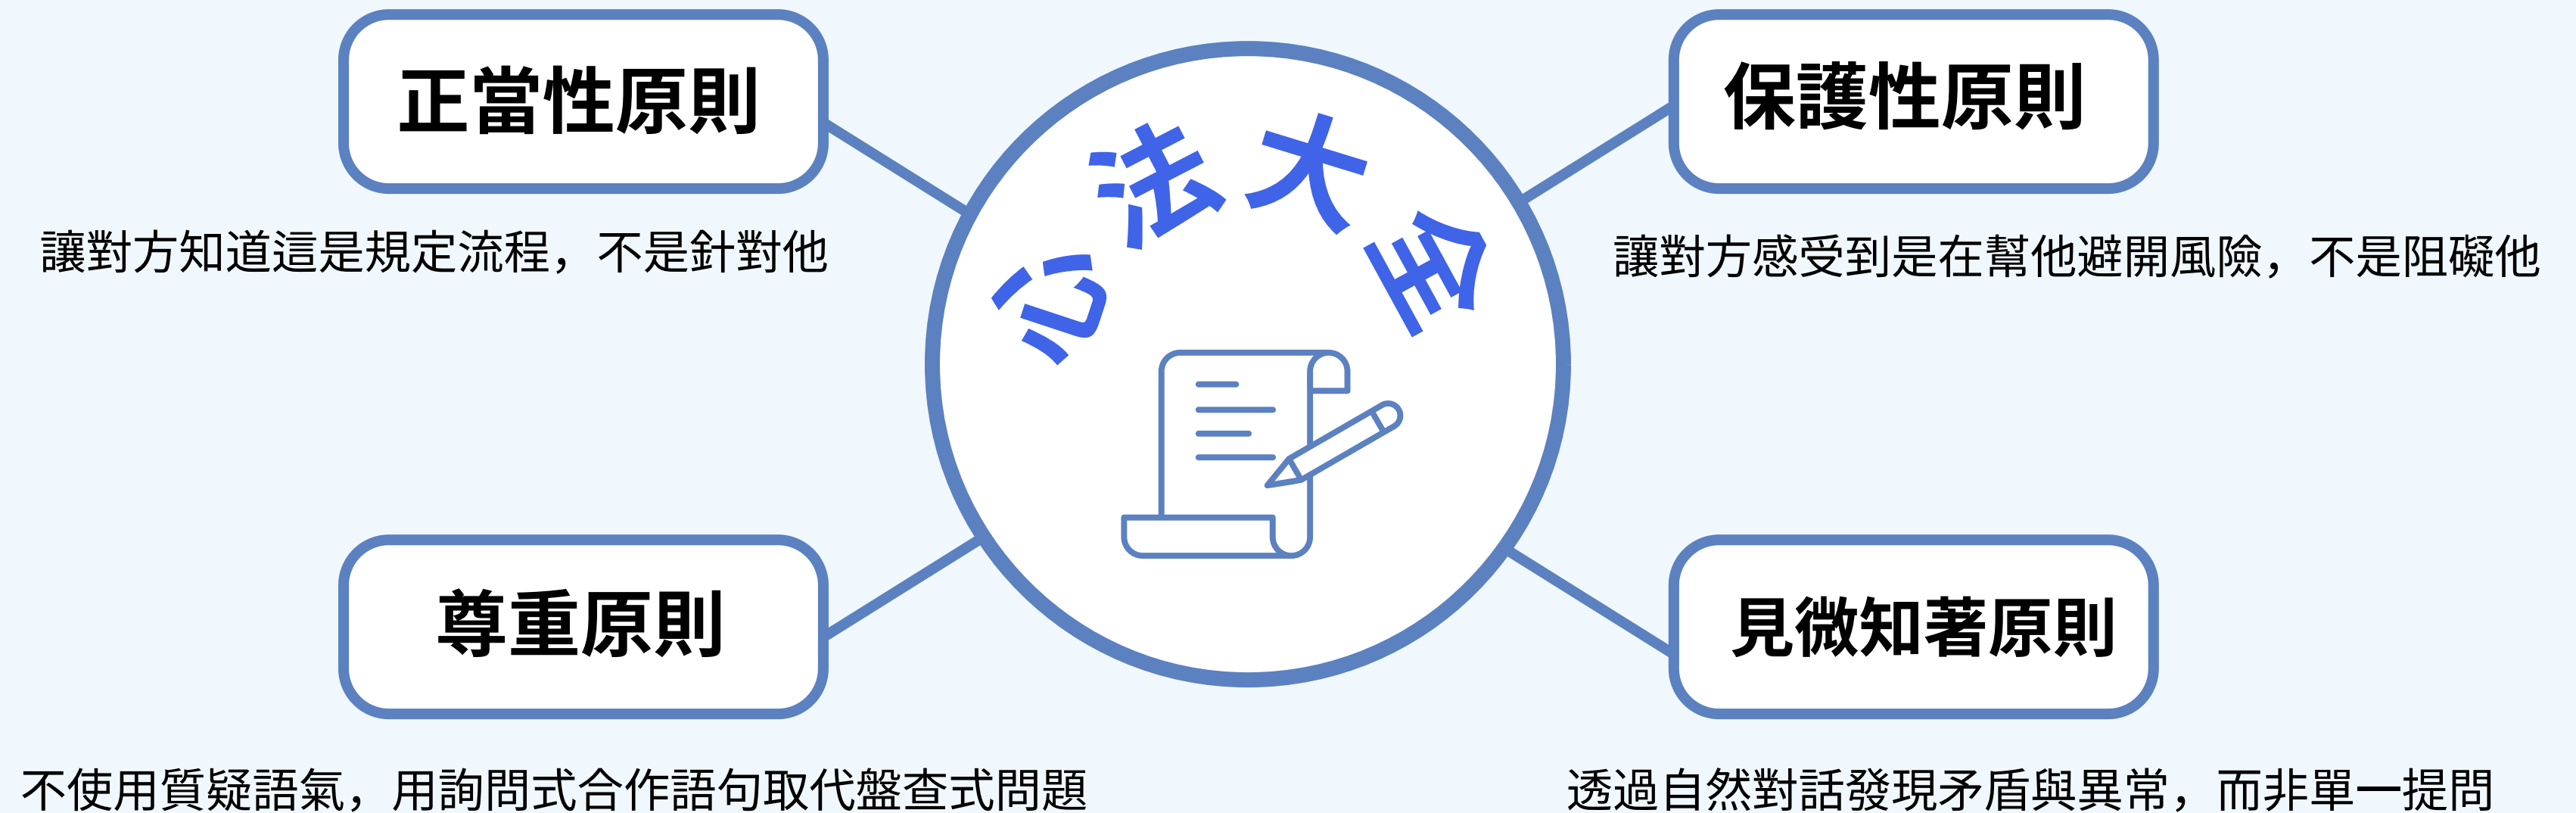 正當性原則
讓對方知道這是規定流程，不是針對他
心法大全
保護性原則
讓對方感受到是在幫他避開風險，不是阻礙他
尊重原則
不使用質疑語氣，用詢問式合作語句取代盤查式問題
見微知著原則
透過自然對話發現矛盾與異常，而非單一提問